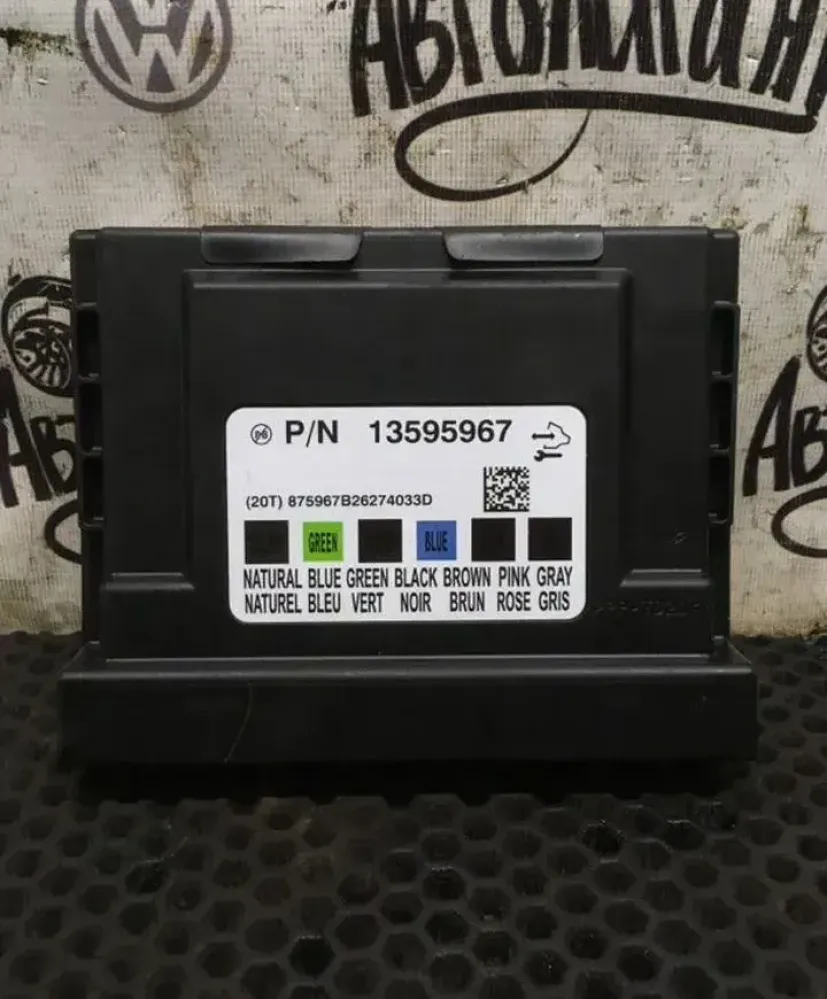 АВТОЛИГА
P/N 13595967
(20T) 875967B26274033D
GREEN BLUE
NATURAL BLUE GREEN BLACK BROWN PINK GRAY
NATUREL BLEU VERT NOIR BRUN ROSE GRIS